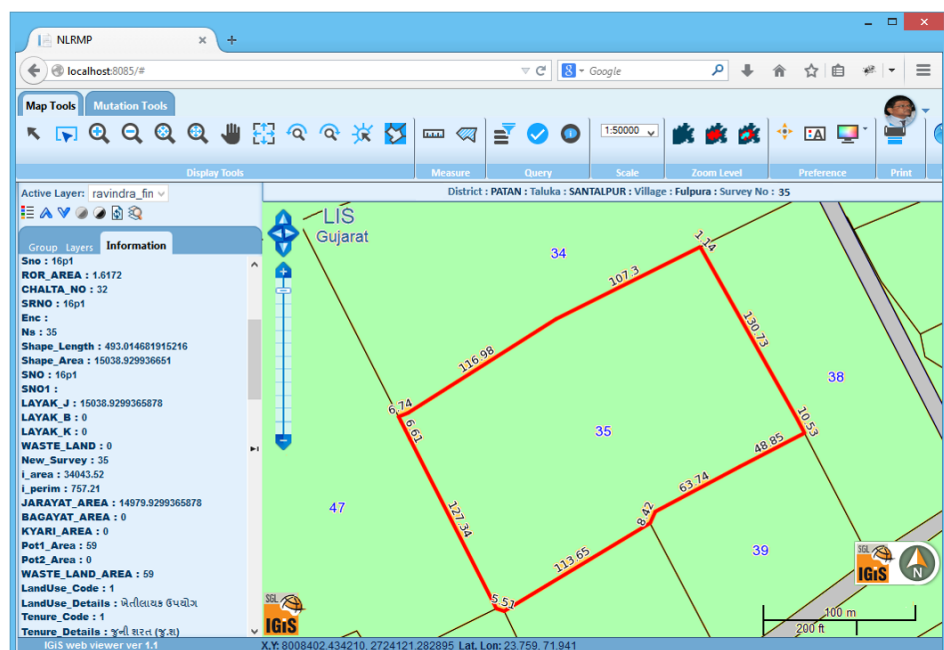 NLRMP
localhost:8085/#
Google
Map Tools
Mutation Tools
1:50000
Display Tools
Measure
Query
Scale
Zoom Level
Preference
Print
Active Layer: ravindra_fin
District : PATAN : Taluka : SANTALPUR : Village : Fulpura : Survey No : 35
Group
Layers
Information
Sno : 16p1
ROR_AREA : 1.6172
CHALTA_NO : 32
SRNO : 16p1
Enc :
Ns : 35
Shape_Length : 493.014681915216
Shape_Area : 15038.929936651
SNO : 16p1
SNO1 :
LAYAK_J : 15038.9299365878
LAYAK_B : 0
LAYAK_K : 0
WASTE_LAND : 0
New_Survey : 35
i_area : 34043.52
i_perim : 757.21
JARAYAT_AREA : 14979.9299365878
BAGAYAT_AREA : 0
KYARI_AREA : 0
Pot1_Area : 59
Pot2_Area : 0
WASTE_LAND_AREA : 59
LandUse_Code : 1
LandUse_Details : ખેતીલાયક ઉપયોગ
Tenure_Code : 1
Tenure_Details : જુની શરત (જુ.શ)
IGiS web viewer ver 1.1
LIS
Gujarat
34
1.14
107.3
130.73
116.98
38
6.74
6.61
35
10.53
48.85
63.74
47
127.34
8.42
39
113.65
5.51
SGL
IGiS
SGL
IGiS
N
100 m
200 ft
X,Y: 8008402.434210, 2724121.282895 Lat, Lon: 23.759, 71.941